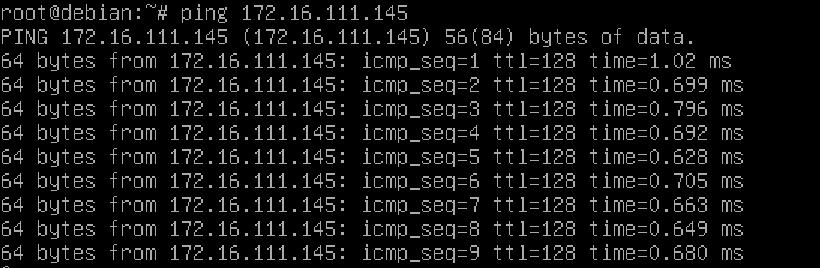 root@debian:~# ping 172.16.111.145
PING 172.16.111.145 (172.16.111.145) 56(84) bytes of data.
64 bytes from 172.16.111.145: icmp_seq=1 ttl=128 time=1.02 ms
64 bytes from 172.16.111.145: icmp_seq=2 ttl=128 time=0.699 ms
64 bytes from 172.16.111.145: icmp_seq=3 ttl=128 time=0.796 ms
64 bytes from 172.16.111.145: icmp_seq=4 ttl=128 time=0.692 ms
64 bytes from 172.16.111.145: icmp_seq=5 ttl=128 time=0.628 ms
64 bytes from 172.16.111.145: icmp_seq=6 ttl=128 time=0.705 ms
64 bytes from 172.16.111.145: icmp_seq=7 ttl=128 time=0.663 ms
64 bytes from 172.16.111.145: icmp_seq=8 ttl=128 time=0.649 ms
64 bytes from 172.16.111.145: icmp_seq=9 ttl=128 time=0.680 ms